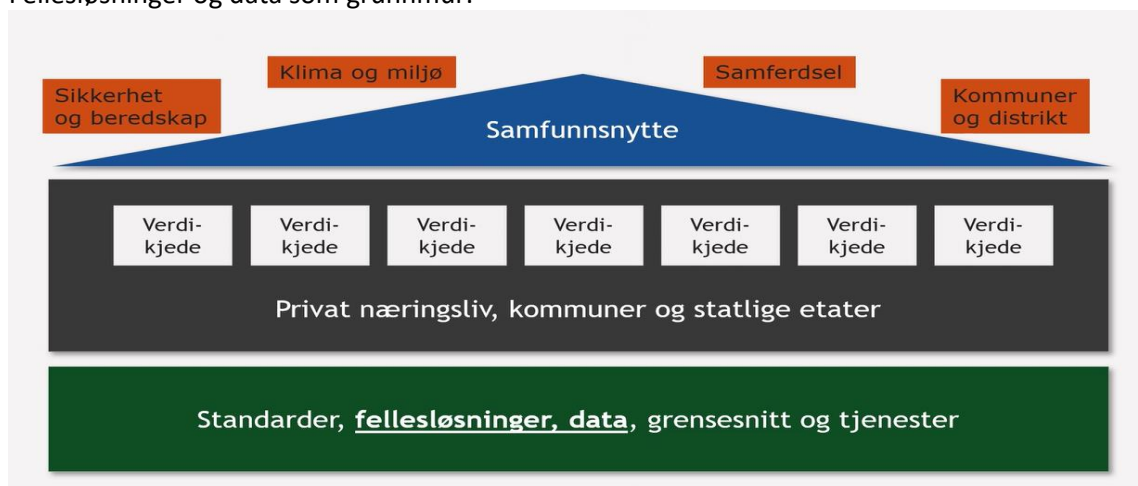 Fellesløsninger og data som grunnmur:
Klima og miljø
Samferdsel
Sikkerhet
og beredskap
Kommuner
og distrikt
Samfunnsnytte
Verdi-
kjede
Verdi-
kjede
Verdi-
kjede
Verdi-
kjede
Verdi-
kjede
Verdi-
kjede
Verdi-
kjede
Privat næringsliv, kommuner og statlige etater
Standarder, fellesløsninger, data, grensesnitt og tjenester